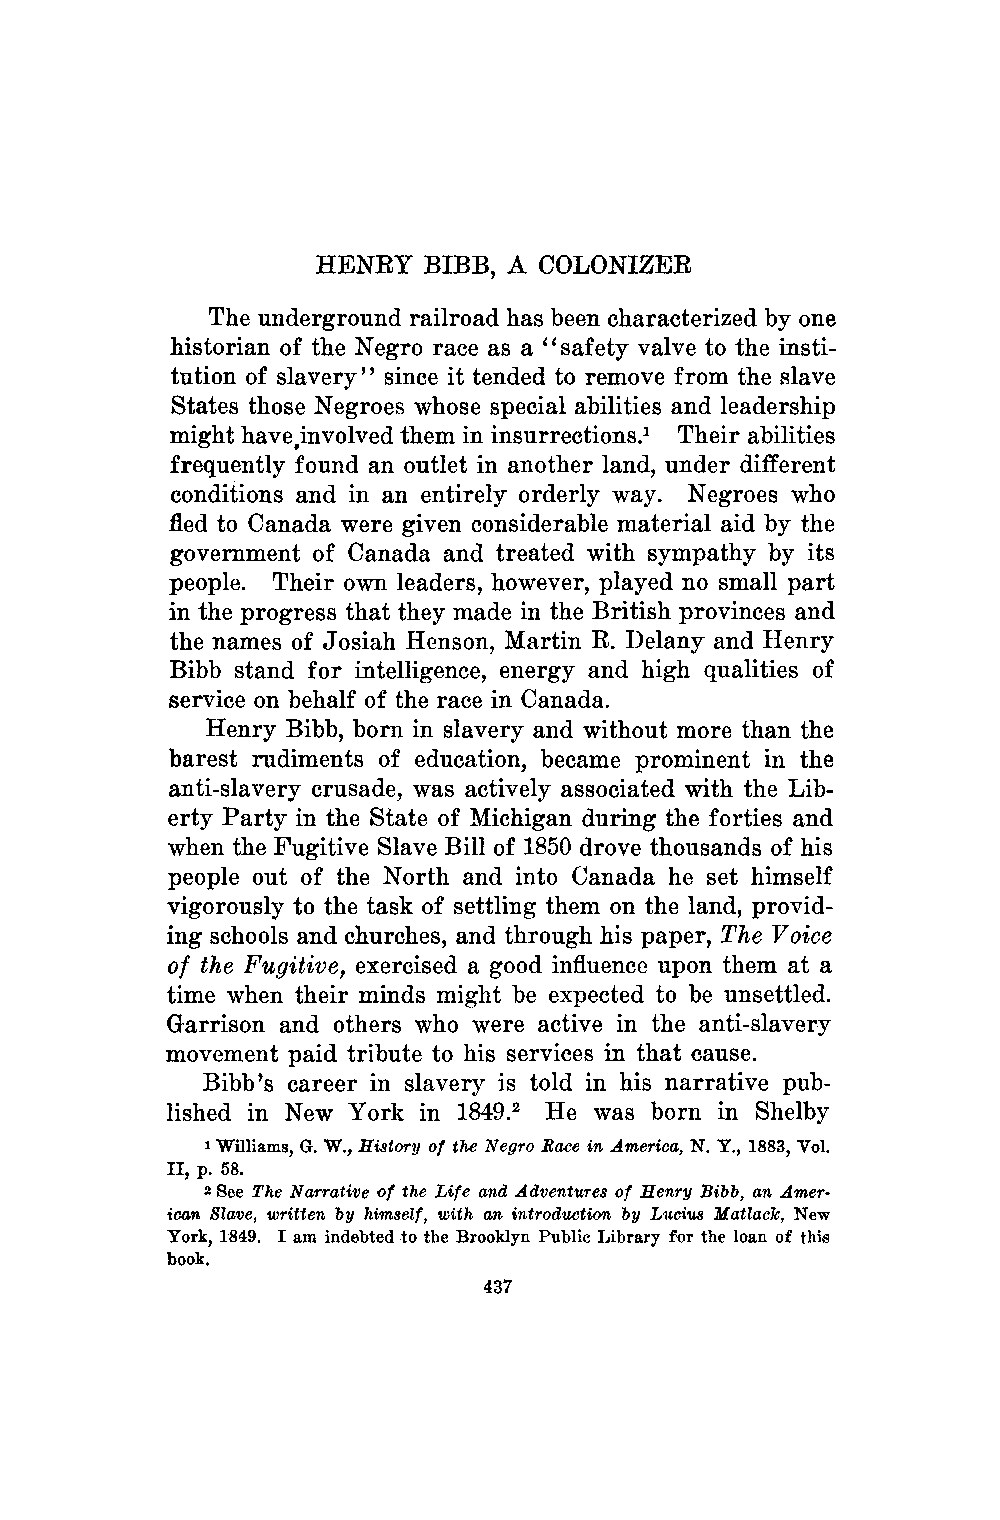 HENRY BIBB, A COLONIZER
The underground railroad has been characterized by one
historian of the Negro race as a “safety valve to the insti-
tution of slavery” since it tended to remove from the slave
States those Negroes whose special abilities and leadership
might have involved them in insurrections.¹ Their abilities
frequently found an outlet in another land, under different
conditions and in an entirely orderly way. Negroes who
fled to Canada were given considerable material aid by the
government of Canada and treated with sympathy by its
people. Their own leaders, however, played no small part
in the progress that they made in the British provinces and
the names of Josiah Henson, Martin R. Delany and Henry
Bibb stand for intelligence, energy and high qualities of
service on behalf of the race in Canada.
Henry Bibb, born in slavery and without more than the
barest rudiments of education, became prominent in the
anti-slavery crusade, was actively associated with the Lib-
erty Party in the State of Michigan during the forties and
when the Fugitive Slave Bill of 1850 drove thousands of his
people out of the North and into Canada he set himself
vigorously to the task of settling them on the land, provid-
ing schools and churches, and through his paper, The Voice
of the Fugitive, exercised a good influence upon them at a
time when their minds might be expected to be unsettled.
Garrison and others who were active in the anti-slavery
movement paid tribute to his services in that cause.
Bibb’s career in slavery is told in his narrative pub-
lished in New York in 1849.² He was born in Shelby
¹ Williams, G. W., History of the Negro Race in America, N. Y., 1883, Vol.
II, p. 58.
² See The Narrative of the Life and Adventures of Henry Bibb, an Amer-
ican Slave, written by himself, with an introduction by Lucius Matlack, New
York, 1849. I am indebted to the Brooklyn Public Library for the loan of this
book.
437